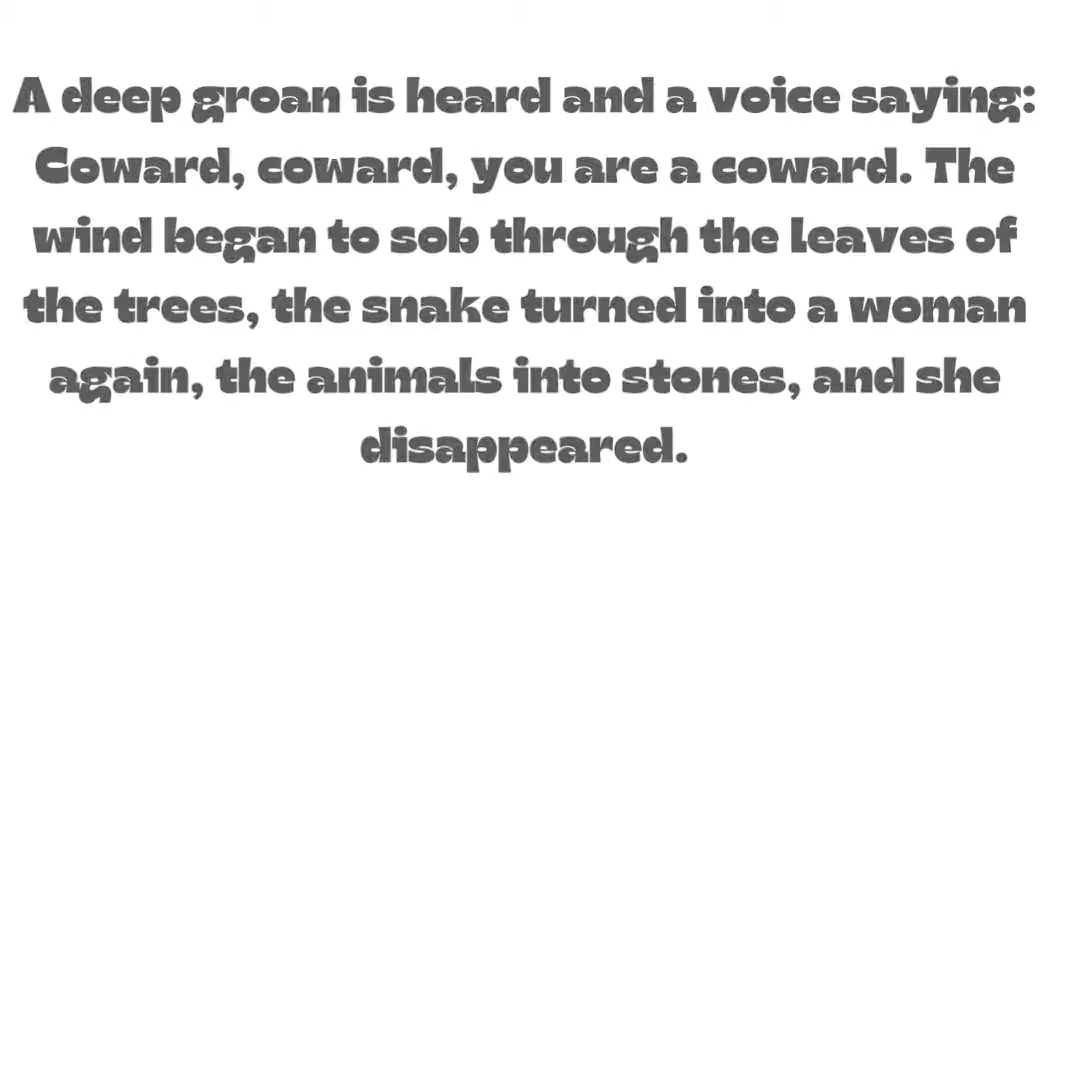 A deep groan is heard and a voice saying:
Coward, coward, you are a coward. The
wind began to sob through the leaves of
the trees, the snake turned into a woman
again, the animals into stones, and she
disappeared.